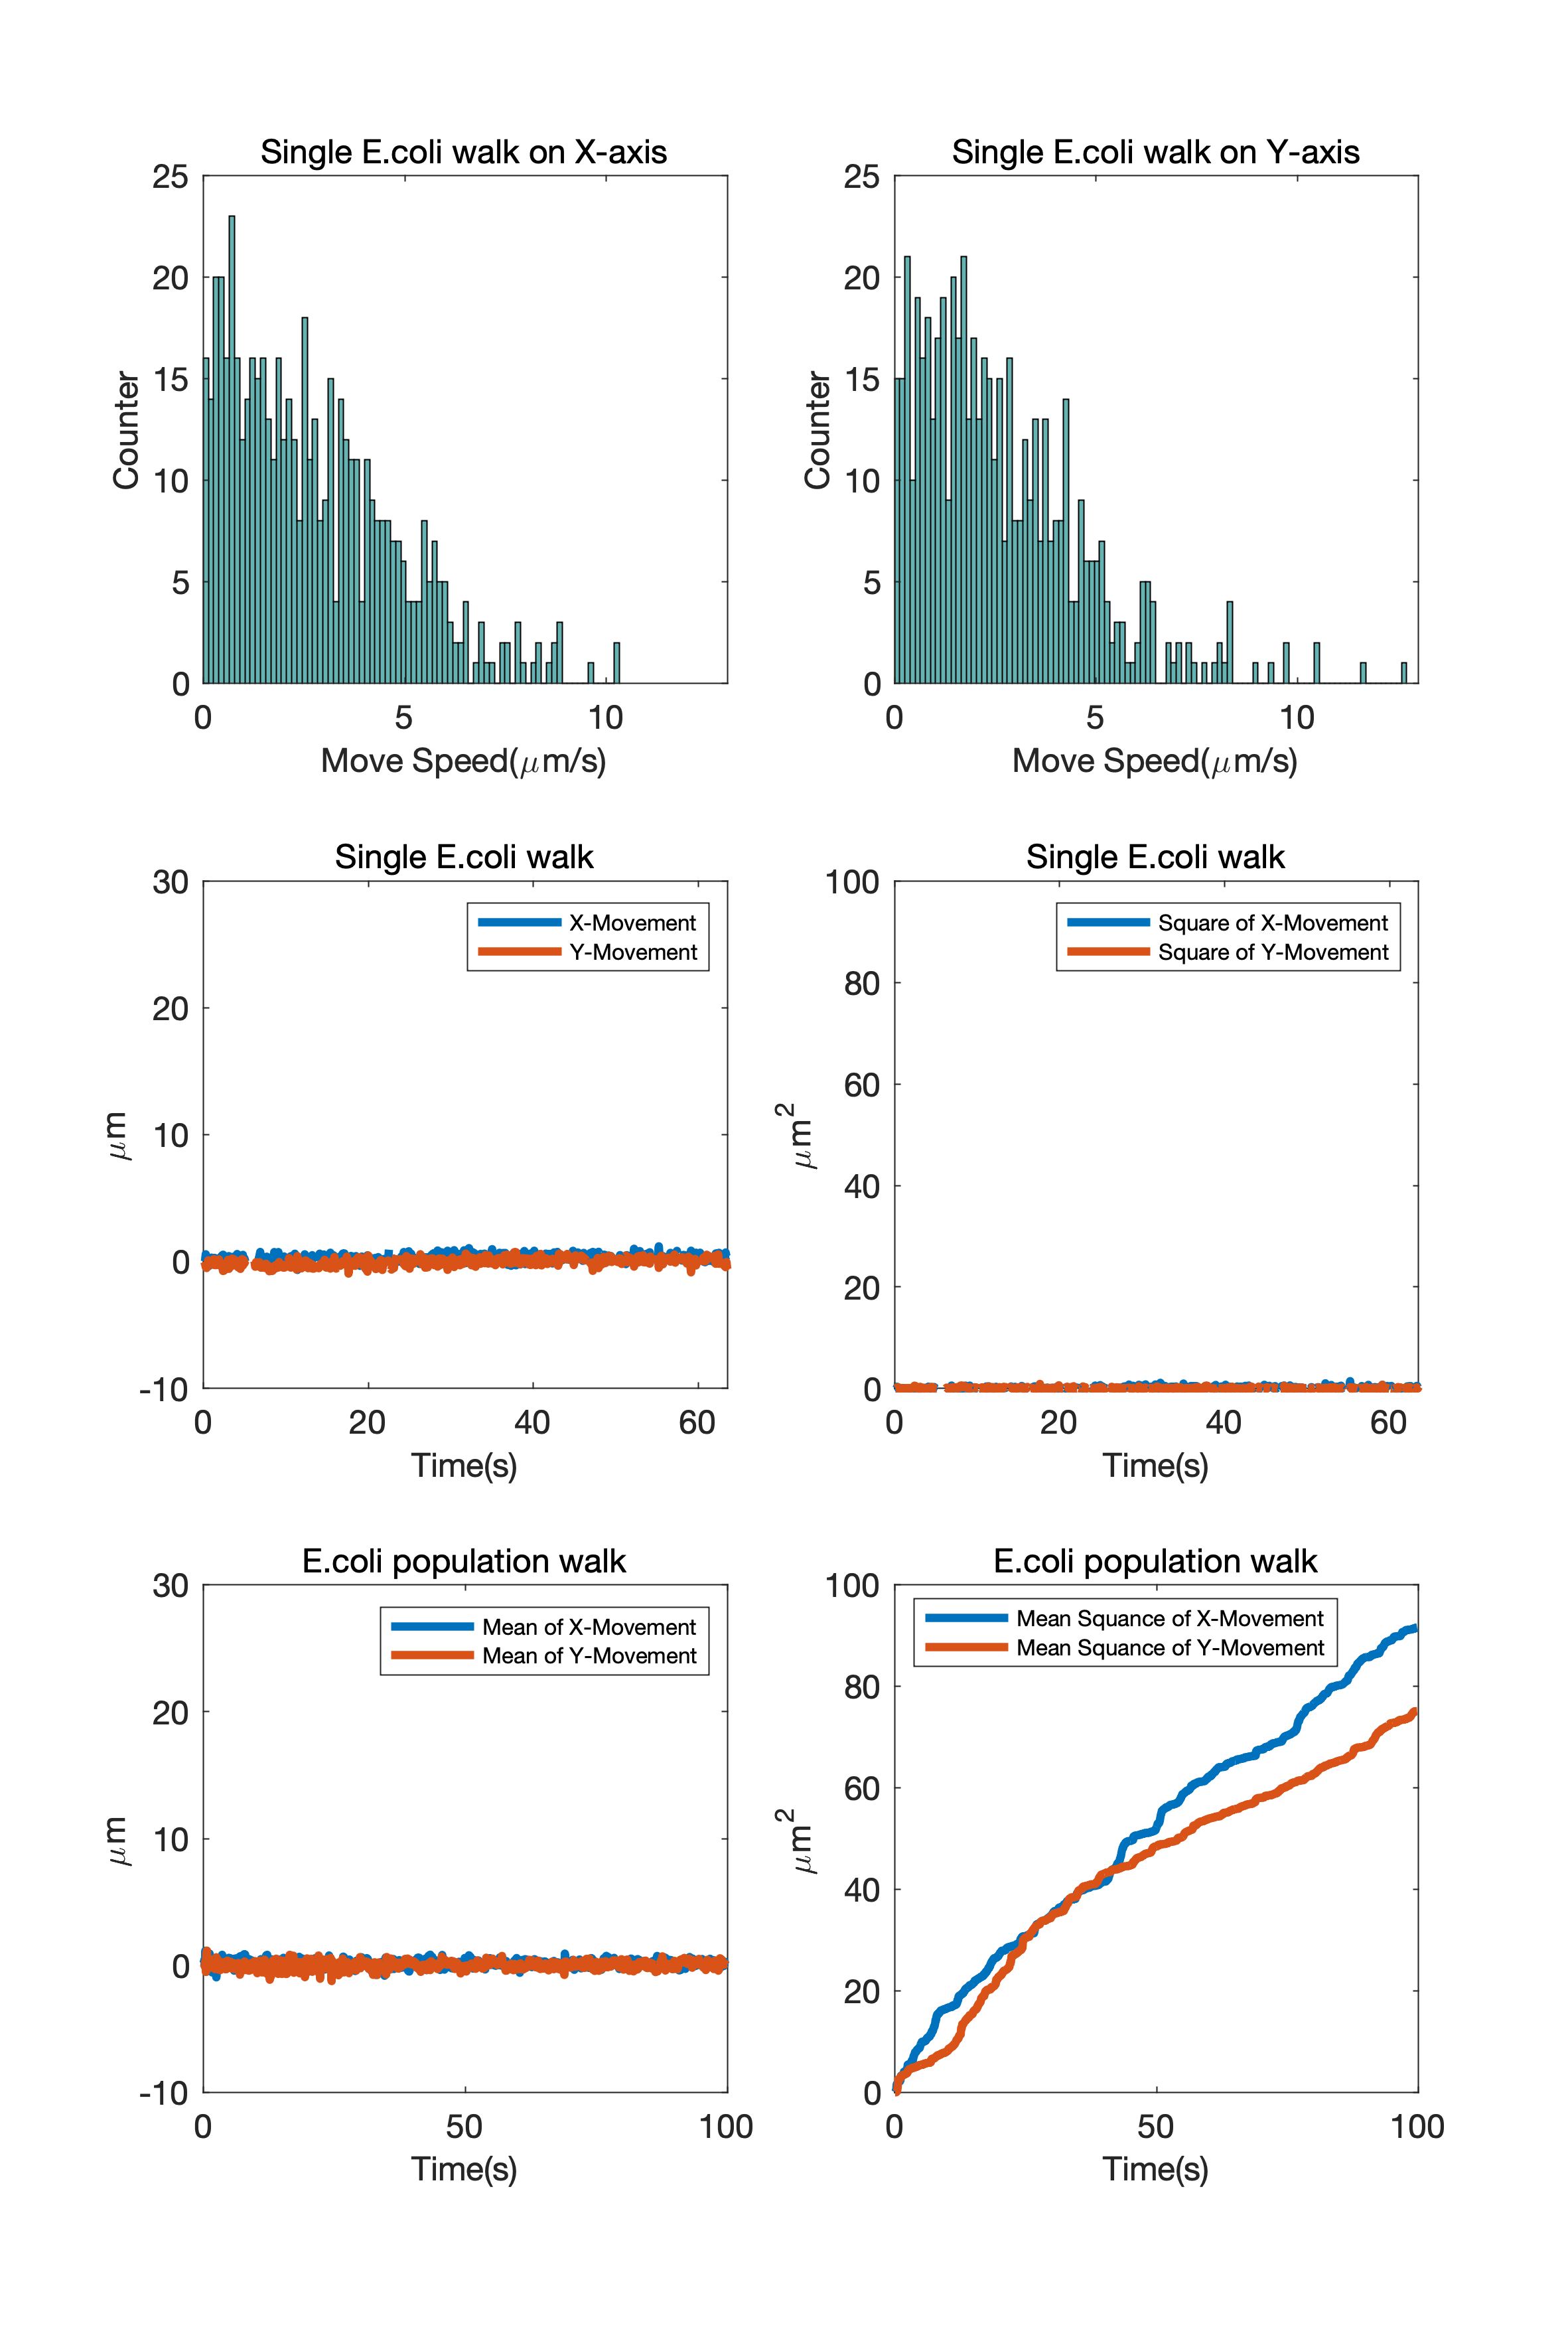 Single E.coli walk on X-axis
25
20
15
10
5
0
Counter
0 5 10
Move Speed(μm/s)
Single E.coli walk on Y-axis
25
20
15
10
5
0
Counter
0 5 10
Move Speed(μm/s)
Single E.coli walk
30
20
10
0
-10
μm
X-Movement
Y-Movement
0 20 40 60
Time(s)
Single E.coli walk
100
80
60
40
20
0
μm²
Square of X-Movement
Square of Y-Movement
0 20 40 60
Time(s)
E.coli population walk
30
20
10
0
-10
μm
Mean of X-Movement
Mean of Y-Movement
0 50 100
Time(s)
E.coli population walk
100
80
60
40
20
0
μm²
Mean Squance of X-Movement
Mean Squance of Y-Movement
0 50 100
Time(s)